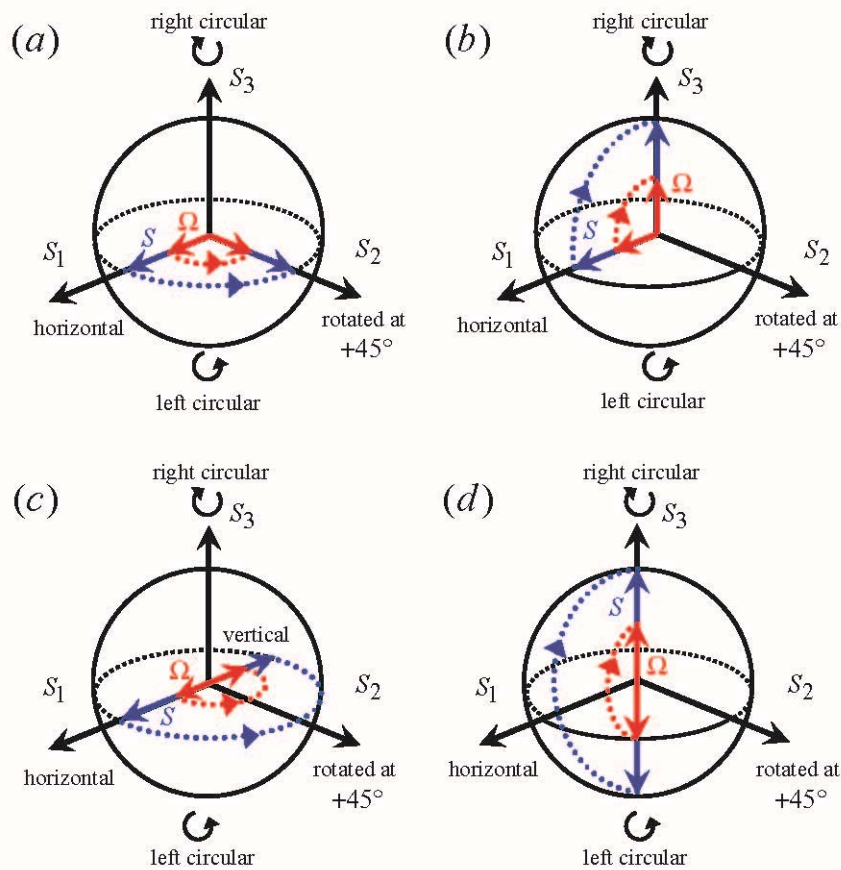 right circular
(a)
S3
Ω
S
S1
S2
horizontal
rotated at
+45°
left circular
right circular
(b)
S3
Ω
S
S1
S2
horizontal
rotated at
+45°
left circular
right circular
(c)
S3
vertical
Ω
S1
S2
S
horizontal
rotated at
+45°
left circular
right circular
(d)
S3
S
Ω
S1
S2
horizontal
rotated at
+45°
left circular